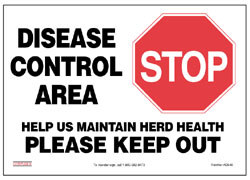 DISEASE
CONTROL
AREA
STOP
HELP US MAINTAIN HERD HEALTH
PLEASE KEEP OUT